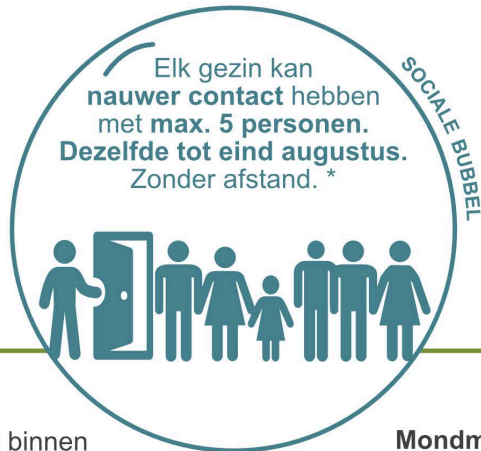 Elk gezin kan
nauwer contact hebben
met max. 5 personen.
Dezelfde tot eind augustus.
Zonder afstand. *
SOCIALE BUBBEL
binnen
Mondm